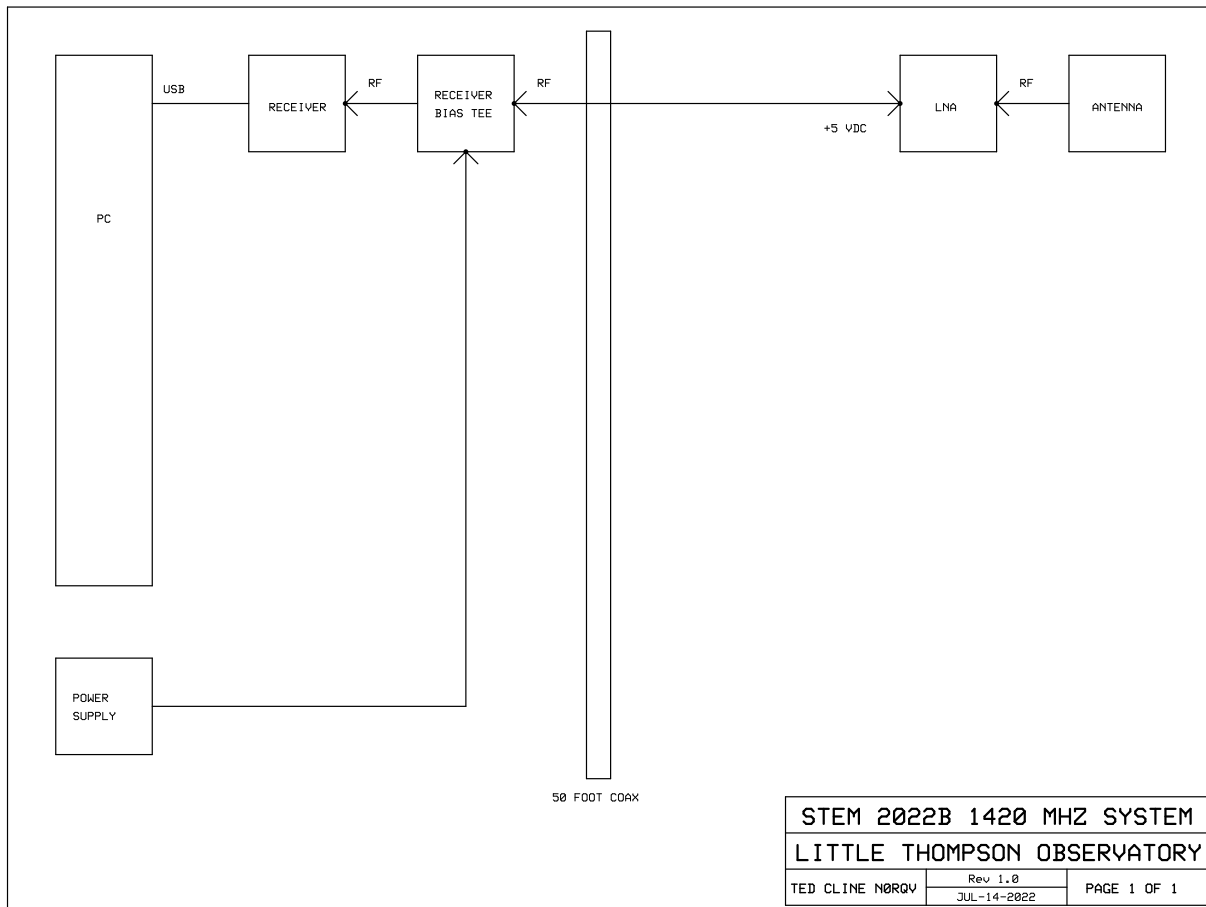 USB
RECEIVER
RF
RECEIVER
BIAS TEE
RF
+5 VDC
LNA
RF
ANTENNA
PC
POWER
SUPPLY
50 FOOT COAX
STEM 2022B 1420 MHZ SYSTEM
LITTLE THOMPSON OBSERVATORY
TED CLINE N0RQV
Rev 1.0
JUL-14-2022
PAGE 1 OF 1